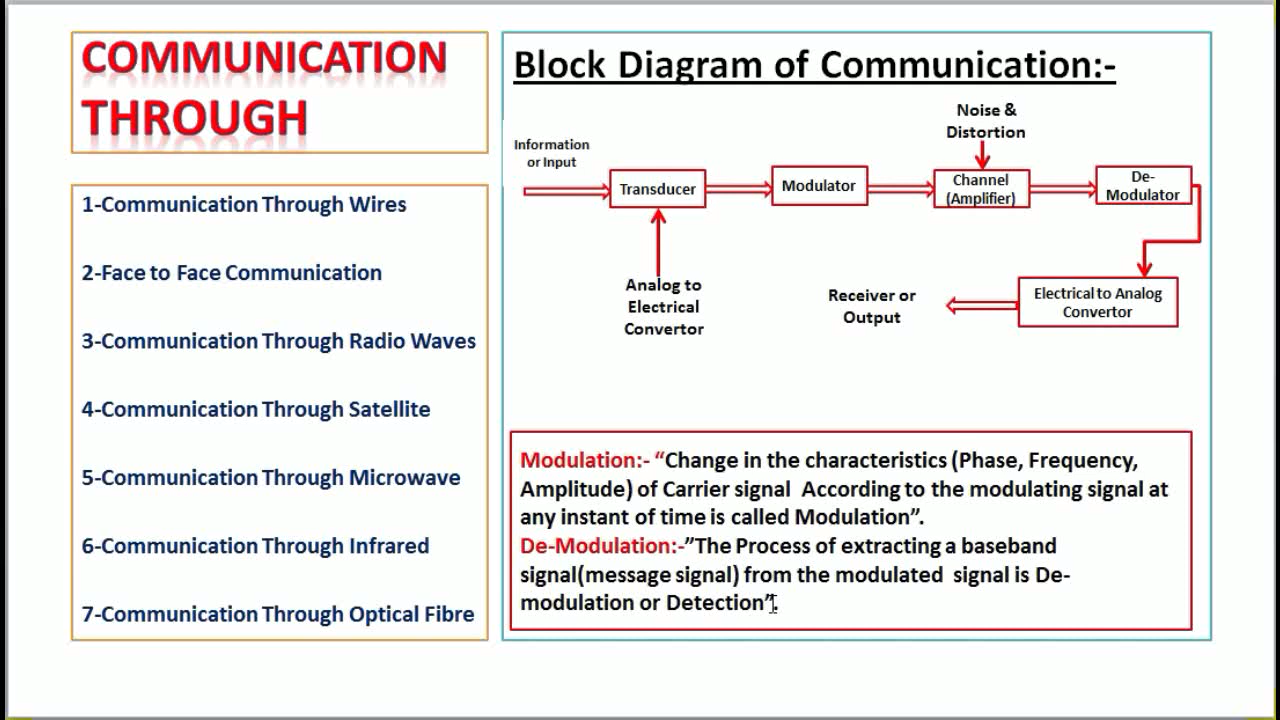 COMMUNICATION
THROUGH
1-Communication Through Wires
2-Face to Face Communication
3-Communication Through Radio Waves
4-Communication Through Satellite
5-Communication Through Microwave
6-Communication Through Infrared
7-Communication Through Optical Fibre
Block Diagram of Communication:-
Information
or Input
Transducer
Analog to
Electrical
Convertor
Modulator
Noise &
Distortion
Channel
(Amplifier)
De-
Modulator
Electrical to Analog
Convertor
Receiver or
Output
Modulation:- “Change in the characteristics (Phase, Frequency,
Amplitude) of Carrier signal According to the modulating signal at
any instant of time is called Modulation”.
De-Modulation:-”The Process of extracting a baseband
signal(message signal) from the modulated signal is De-
modulation or Detection”.